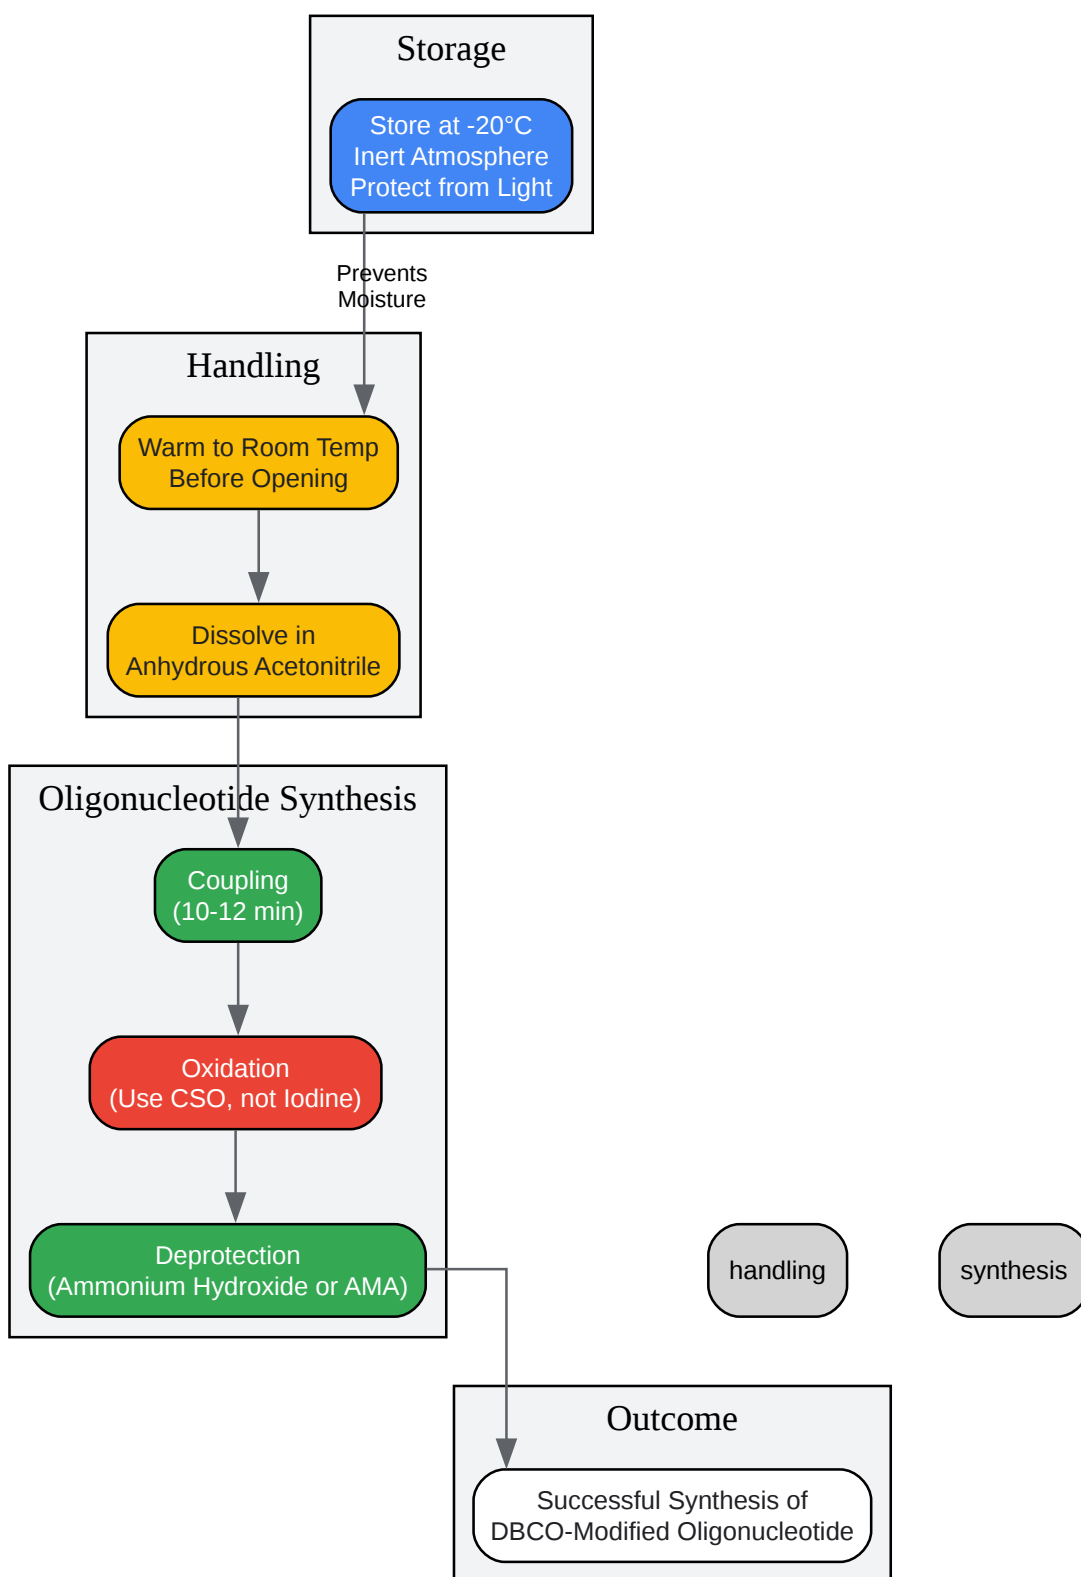 Storage
Store at -20°C
Inert Atmosphere
Protect from Light
Prevents
Moisture
Handling
Warm to Room Temp
Before Opening
Dissolve in
Anhydrous Acetonitrile
Oligonucleotide Synthesis
Coupling
(10-12 min)
Oxidation
(Use CSO, not Iodine)
Deprotection
(Ammonium Hydroxide or AMA)
handling
synthesis
Outcome
Successful Synthesis of
DBCO-Modified Oligonucleotide